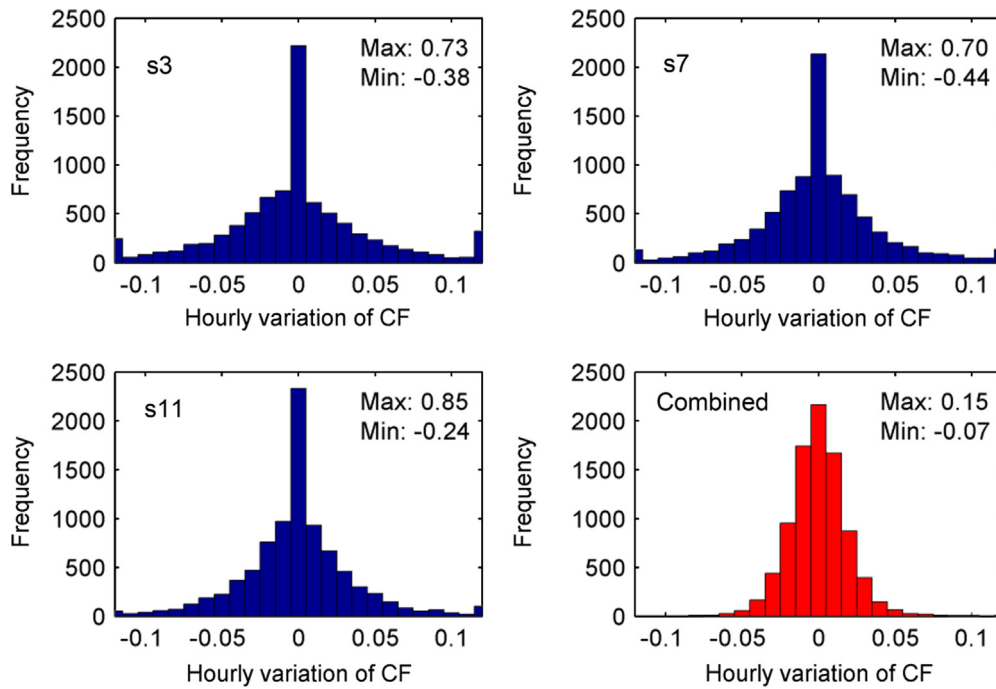 2500
2000
1500
1000
500
0
Frequency
s3
Max: 0.73
Min: -0.38
-0.1 -0.05 0 0.05 0.1
Hourly variation of CF
2500
2000
1500
1000
500
0
Frequency
s7
Max: 0.70
Min: -0.44
-0.1 -0.05 0 0.05 0.1
Hourly variation of CF
2500
2000
1500
1000
500
0
Frequency
s11
Max: 0.85
Min: -0.24
-0.1 -0.05 0 0.05 0.1
Hourly variation of CF
2500
2000
1500
1000
500
0
Frequency
Combined
Max: 0.15
Min: -0.07
-0.1 -0.05 0 0.05 0.1
Hourly variation of CF